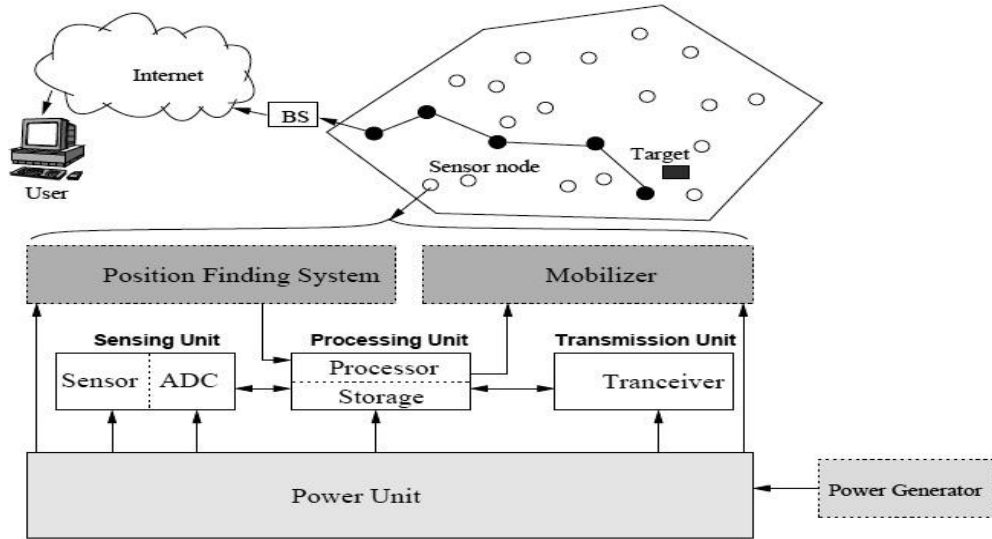 Internet
BS
User
Sensor node
Target
Position Finding System
Mobilizer
Sensing Unit
Processing Unit
Transmission Unit
Sensor
ADC
Processor
Storage
Tranceiver
Power Unit
Power Generator